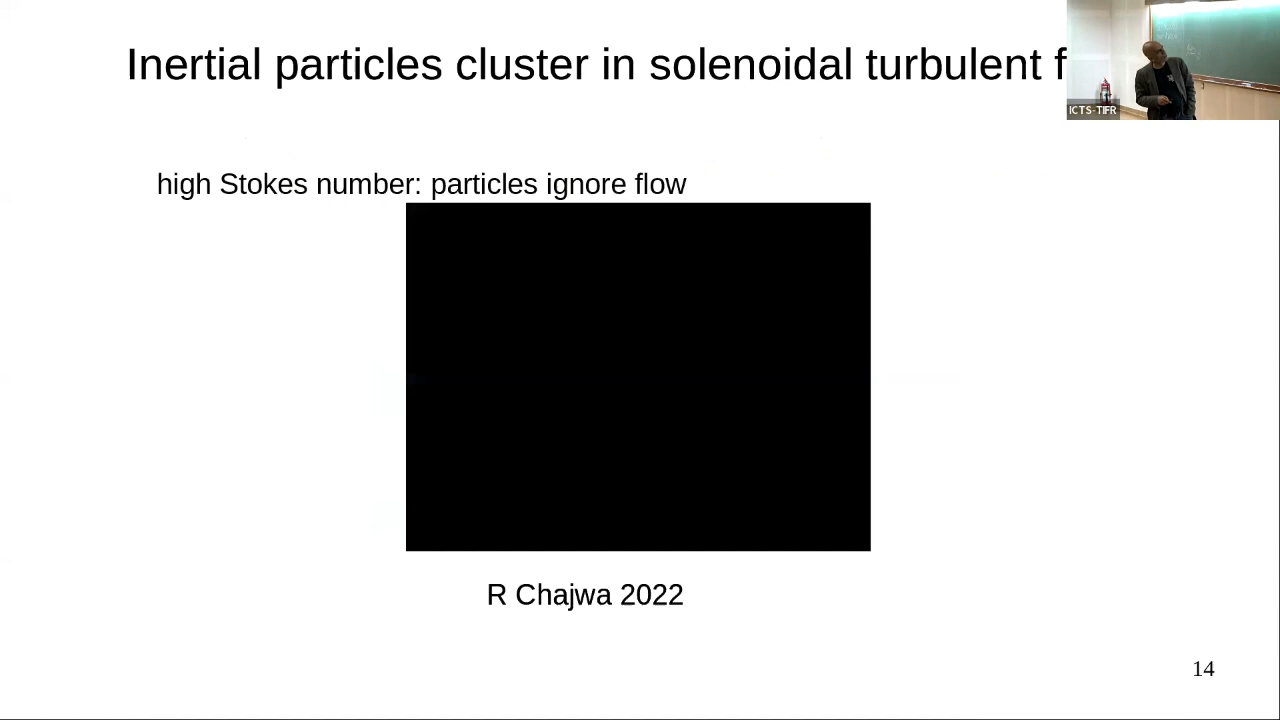 Inertial particles cluster in solenoidal turbulent f
ICTS-TIFR
high Stokes number: particles ignore flow
R Chajwa 2022
14